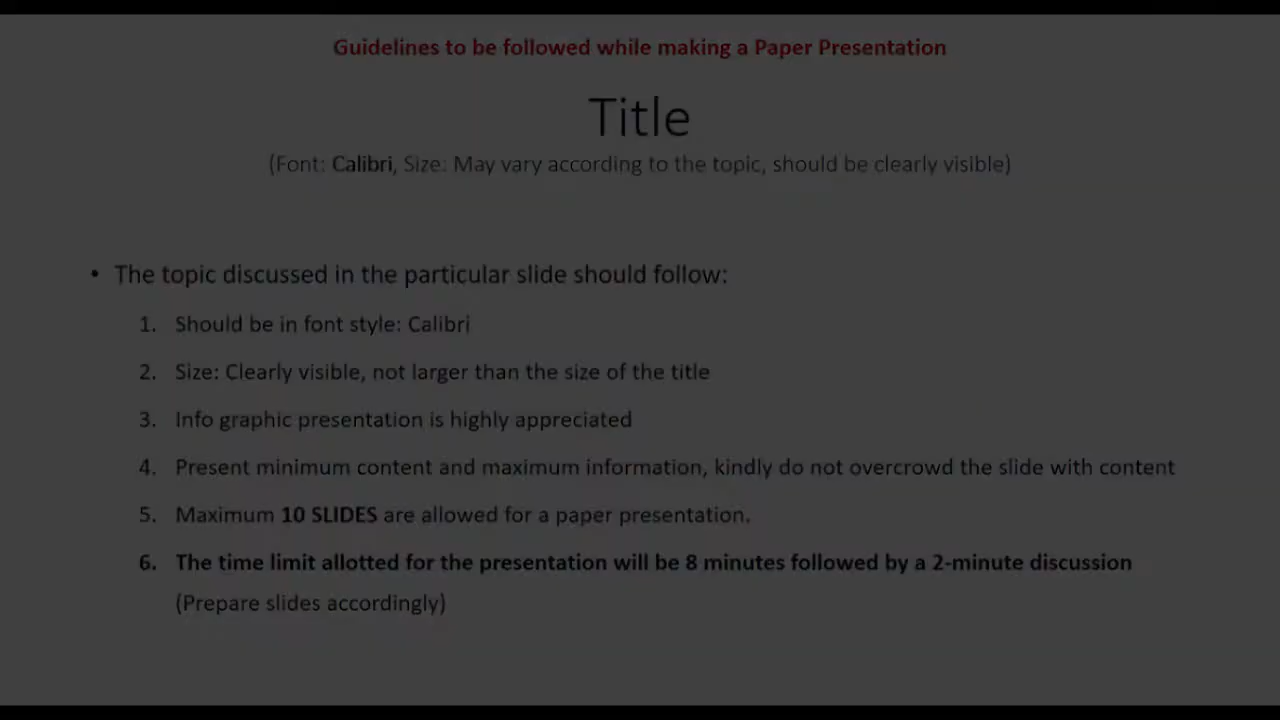 Guidelines to be followed while making a Paper Presentation
Title
(Font: Calibri, Size: May vary according to the topic, should be clearly visible)
• The topic discussed in the particular slide should follow:
1. Should be in font style: Calibri
2. Size: Clearly visible, not larger than the size of the title
3. Info graphic presentation is highly appreciated
4. Present minimum content and maximum information, kindly do not overcrowd the slide with content
5. Maximum 10 SLIDES are allowed for a paper presentation.
6. The time limit allotted for the presentation will be 8 minutes followed by a 2-minute discussion
(Prepare slides accordingly)